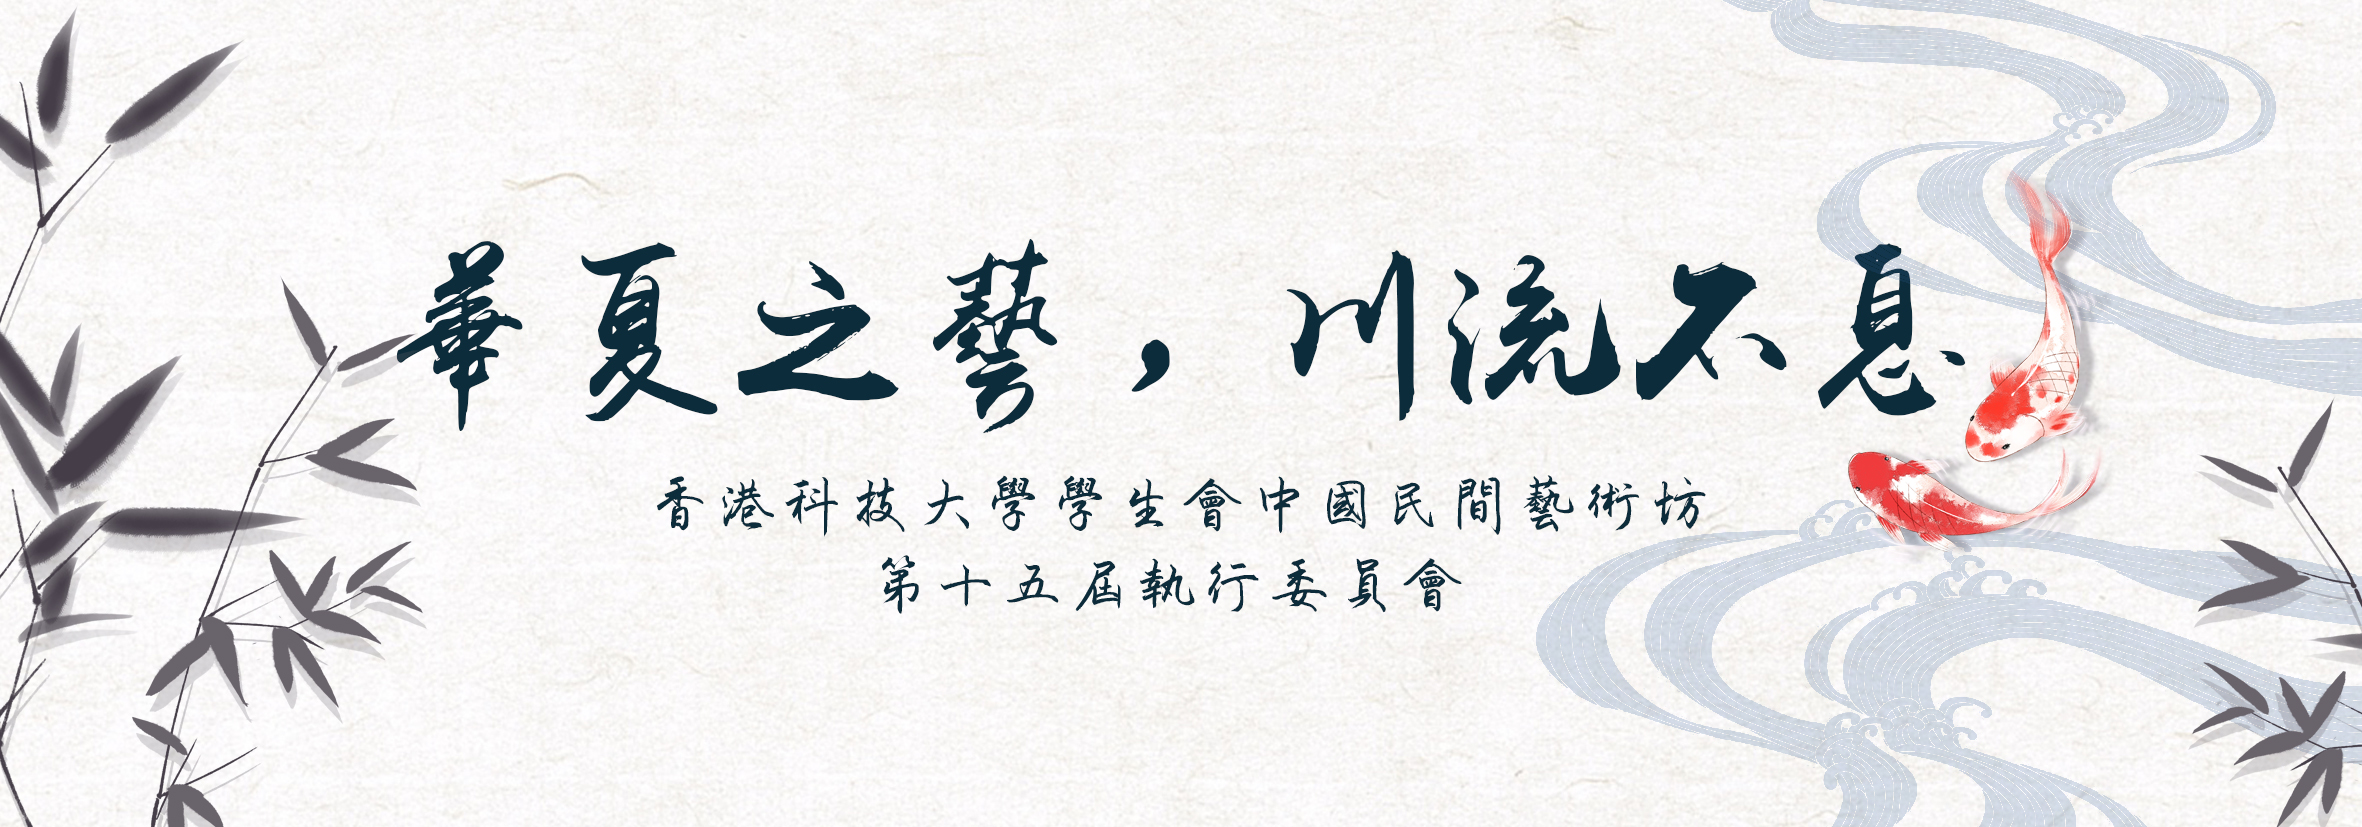 華夏之藝，川流不息
香港科技大學學生會中國民間藝術坊
第十五屆執行委員會